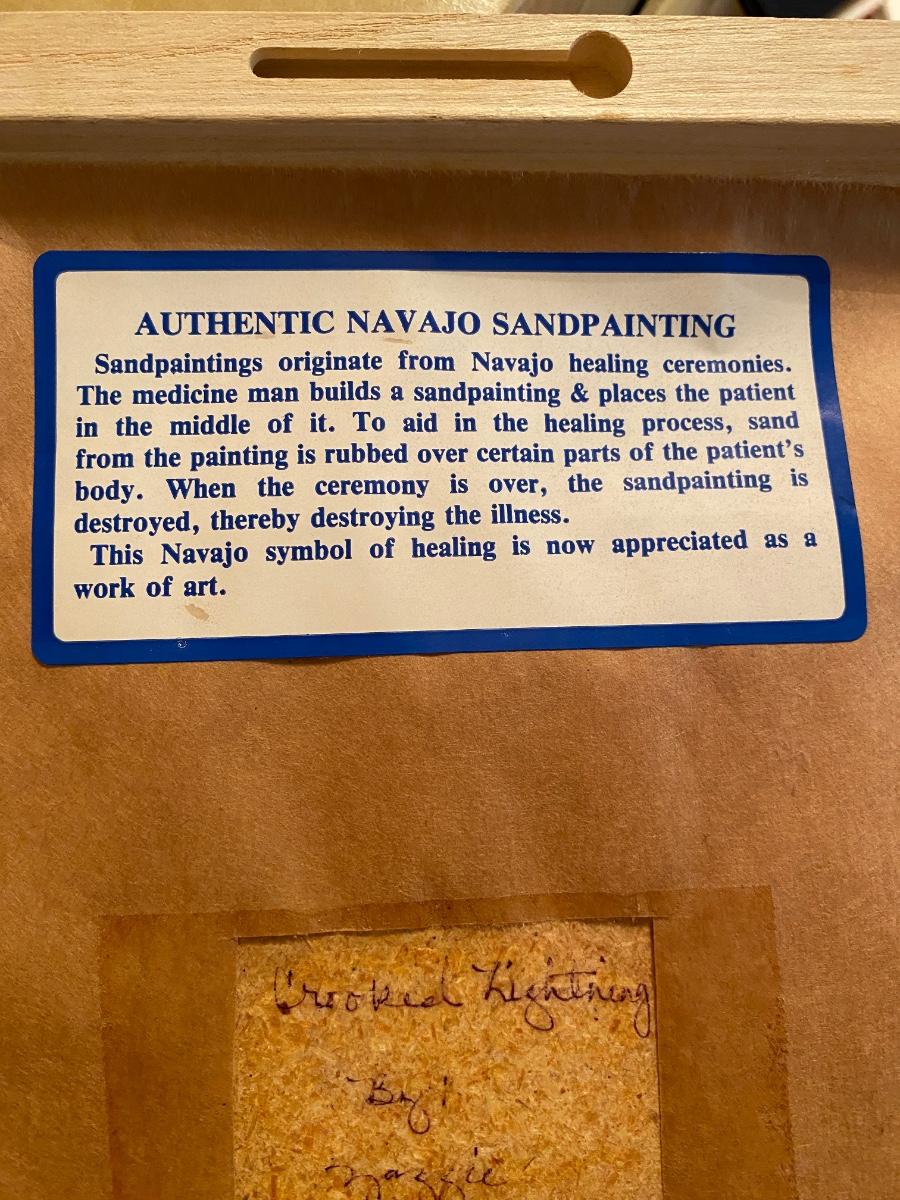 AUTHENTIC NAVAJO SANDPAINTING
Sandpaintings originate from Navajo healing ceremonies.
The medicine man builds a sandpainting & places the patient
in the middle of it. To aid in the healing process, sand
from the painting is rubbed over certain parts of the patient's
body. When the ceremony is over, the sandpainting is
destroyed, thereby destroying the illness.
This Navajo symbol of healing is now appreciated as a
work of art.
Crooked Lightning
By:
Yazzie